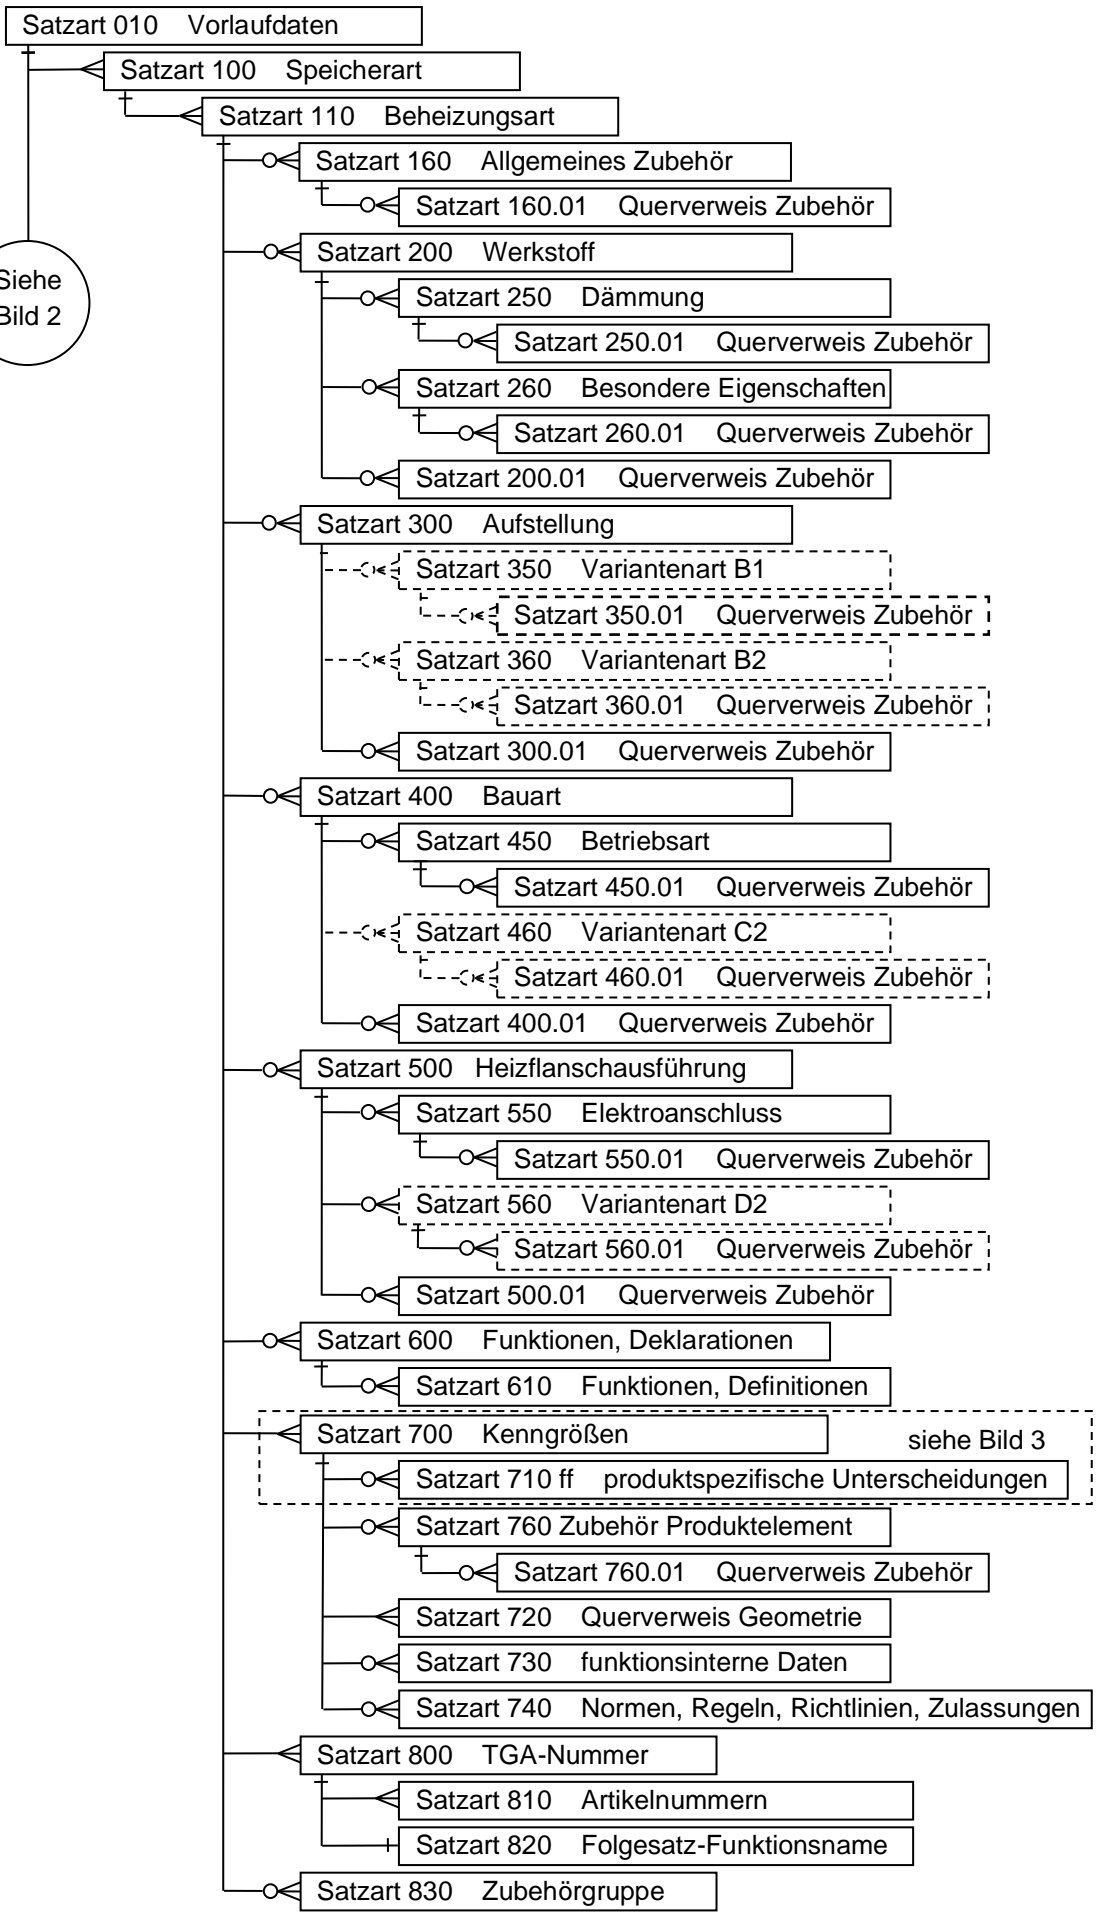 Satzart 010 Vorlaufdaten
Satzart 100 Speicherart
Satzart 110 Beheizungsart
Satzart 160 Allgemeines Zubehör
Satzart 160.01 Querverweis Zubehör
Satzart 200 Werkstoff
Siehe
Bild 2
Satzart 250 Dämmung
Satzart 250.01 Querverweis Zubehör
Satzart 260 Besondere Eigenschaften
Satzart 260.01 Querverweis Zubehör
Satzart 200.01 Querverweis Zubehör
Satzart 300 Aufstellung
Satzart 350 Variantenart B1
Satzart 350.01 Querverweis Zubehör
Satzart 360 Variantenart B2
Satzart 360.01 Querverweis Zubehör
Satzart 300.01 Querverweis Zubehör
Satzart 400 Bauart
Satzart 450 Betriebsart
Satzart 450.01 Querverweis Zubehör
Satzart 460 Variantenart C2
Satzart 460.01 Querverweis Zubehör
Satzart 400.01 Querverweis Zubehör
Satzart 500 Heizflanschausführung
Satzart 550 Elektroanschluss
Satzart 550.01 Querverweis Zubehör
Satzart 560 Variantenart D2
Satzart 560.01 Querverweis Zubehör
Satzart 500.01 Querverweis Zubehör
Satzart 600 Funktionen, Deklarationen
Satzart 610 Funktionen, Definitionen
Satzart 700 Kenngrößen
siehe Bild 3
Satzart 710 ff produktspezifische Unterscheidungen
Satzart 760 Zubehör Produktelement
Satzart 760.01 Querverweis Zubehör
Satzart 720 Querverweis Geometrie
Satzart 730 funktionsinterne Daten
Satzart 740 Normen, Regeln, Richtlinien, Zulassungen
Satzart 800 TGA-Nummer
Satzart 810 Artikelnummern
Satzart 820 Folgesatz-Funktionsname
Satzart 830 Zubehörgruppe